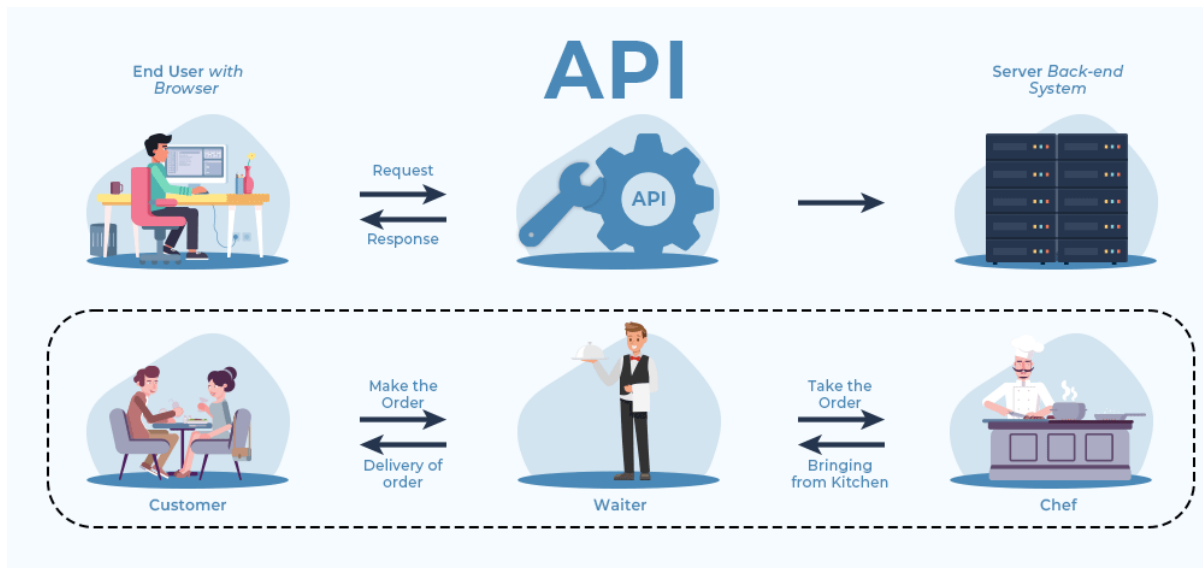 API
End User with
Browser
Server Back-end
System
Request
API
Response
Make the
Order
Take the
Order
Delivery of
order
Bringing
from Kitchen
Customer
Waiter
Chef